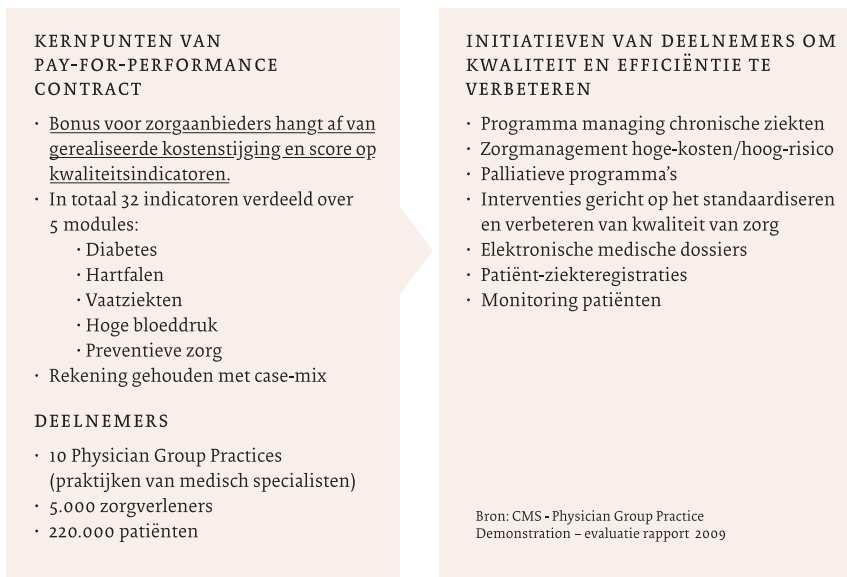 KERNPUNTEN VAN
PAY-FOR-PERFORMANCE
CONTRACT
· Bonus voor zorgaanbieders hangt af van
gerealiseerde kostenstijging en score op
kwaliteitsindicatoren.
· In totaal 32 indicatoren verdeeld over
5 modules:
· Diabetes
· Hartfalen
· Vaatziekten
· Hoge bloeddruk
· Preventieve zorg
· Rekening gehouden met case-mix
DEELNEMERS
· 10 Physician Group Practices
(praktijken van medisch specialisten)
· 5.000 zorgverleners
· 220.000 patiënten
INITIATIEVEN VAN DEELNEMERS OM
KWALITEIT EN EFFICIËNTIE TE
VERBETEREN
· Programma managing chronische ziekten
· Zorgmanagement hoge-kosten/hoog-risico
· Palliatieve programma’s
· Interventies gericht op het standaardiseren
en verbeteren van kwaliteit van zorg
· Elektronische medische dossiers
· Patiënt-ziekteregistraties
· Monitoring patiënten
Bron: CMS - Physician Group Practice
Demonstration – evaluatie rapport 2009